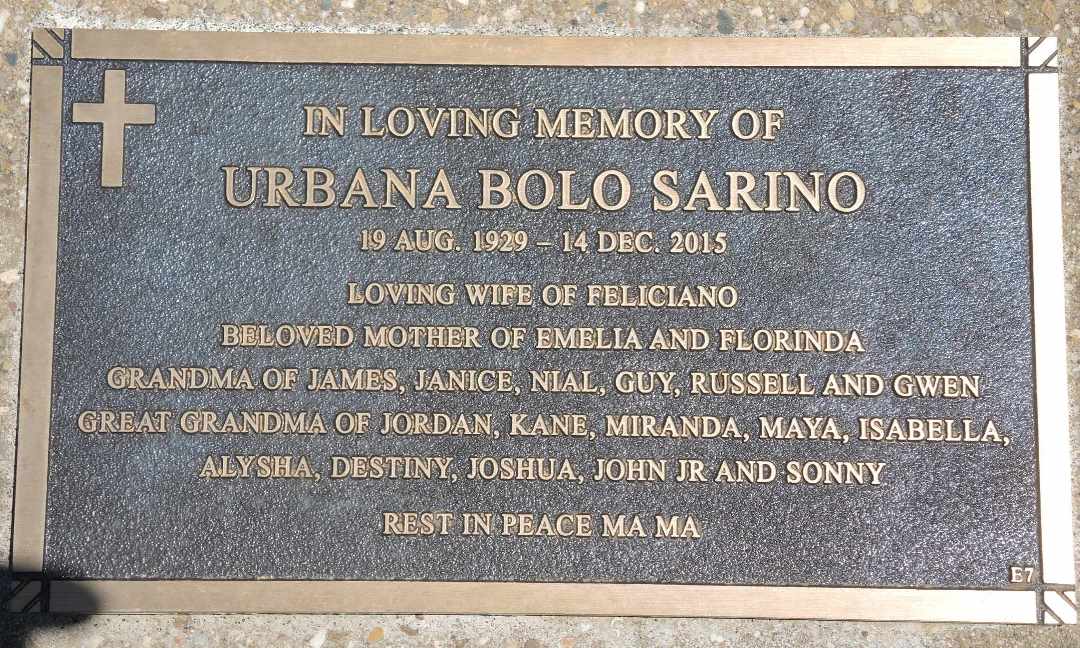 IN LOVING MEMORY OF
URBANA BOLO SARINO
19 AUG. 1929 – 14 DEC. 2015
LOVING WIFE OF FELICIANO
BELOVED MOTHER OF EMELIA AND FLORINDA
GRANDMA OF JAMES, JANICE, NIAL, GUY, RUSSELL AND GWEN
GREAT GRANDMA OF JORDAN, KANE, MIRANDA, MAYA, ISABELLA,
ALYSHA, DESTINY, JOSHUA, JOHN JR AND SONNY
REST IN PEACE MA MA
E7